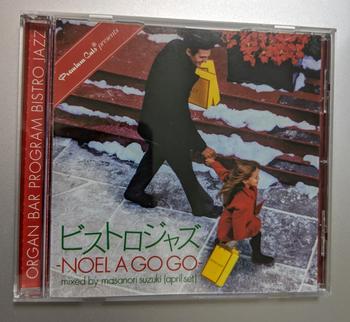 ORGAN BAR PROGRAM BISTRO JAZZ
Premium Cuts® presents
ビストロジャズ
-NOEL A GO GO-
mixed by masanori suzuki [april set]